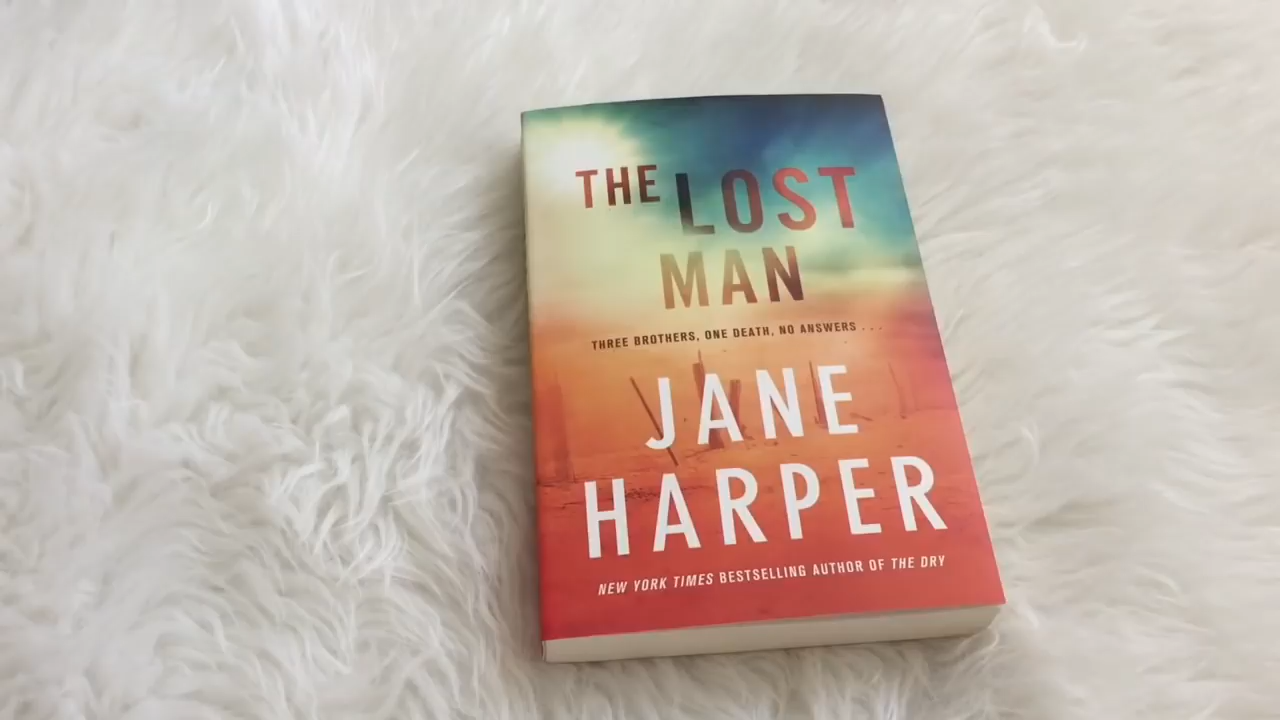 THE LOST
MAN
THREE BROTHERS, ONE DEATH, NO ANSWERS . . .
JANE
HARPER
NEW YORK TIMES BESTSELLING AUTHOR OF THE DRY